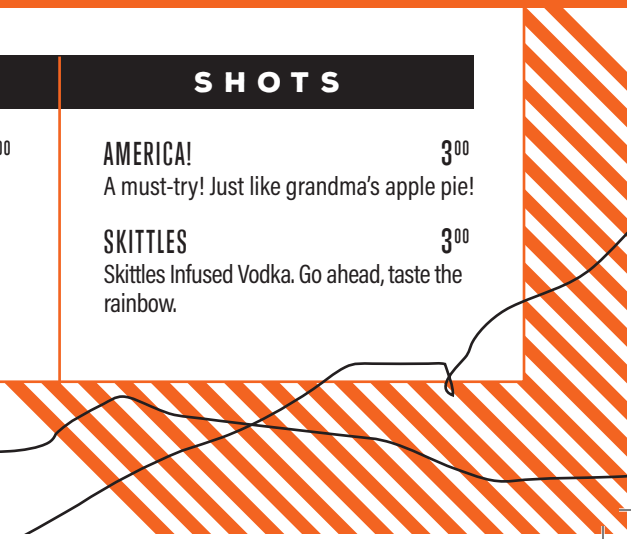 SHOTS
00
AMERICA! 3⁰⁰
A must-try! Just like grandma's apple pie!
SKITTLES 3⁰⁰
Skittles Infused Vodka. Go ahead, taste the
rainbow.